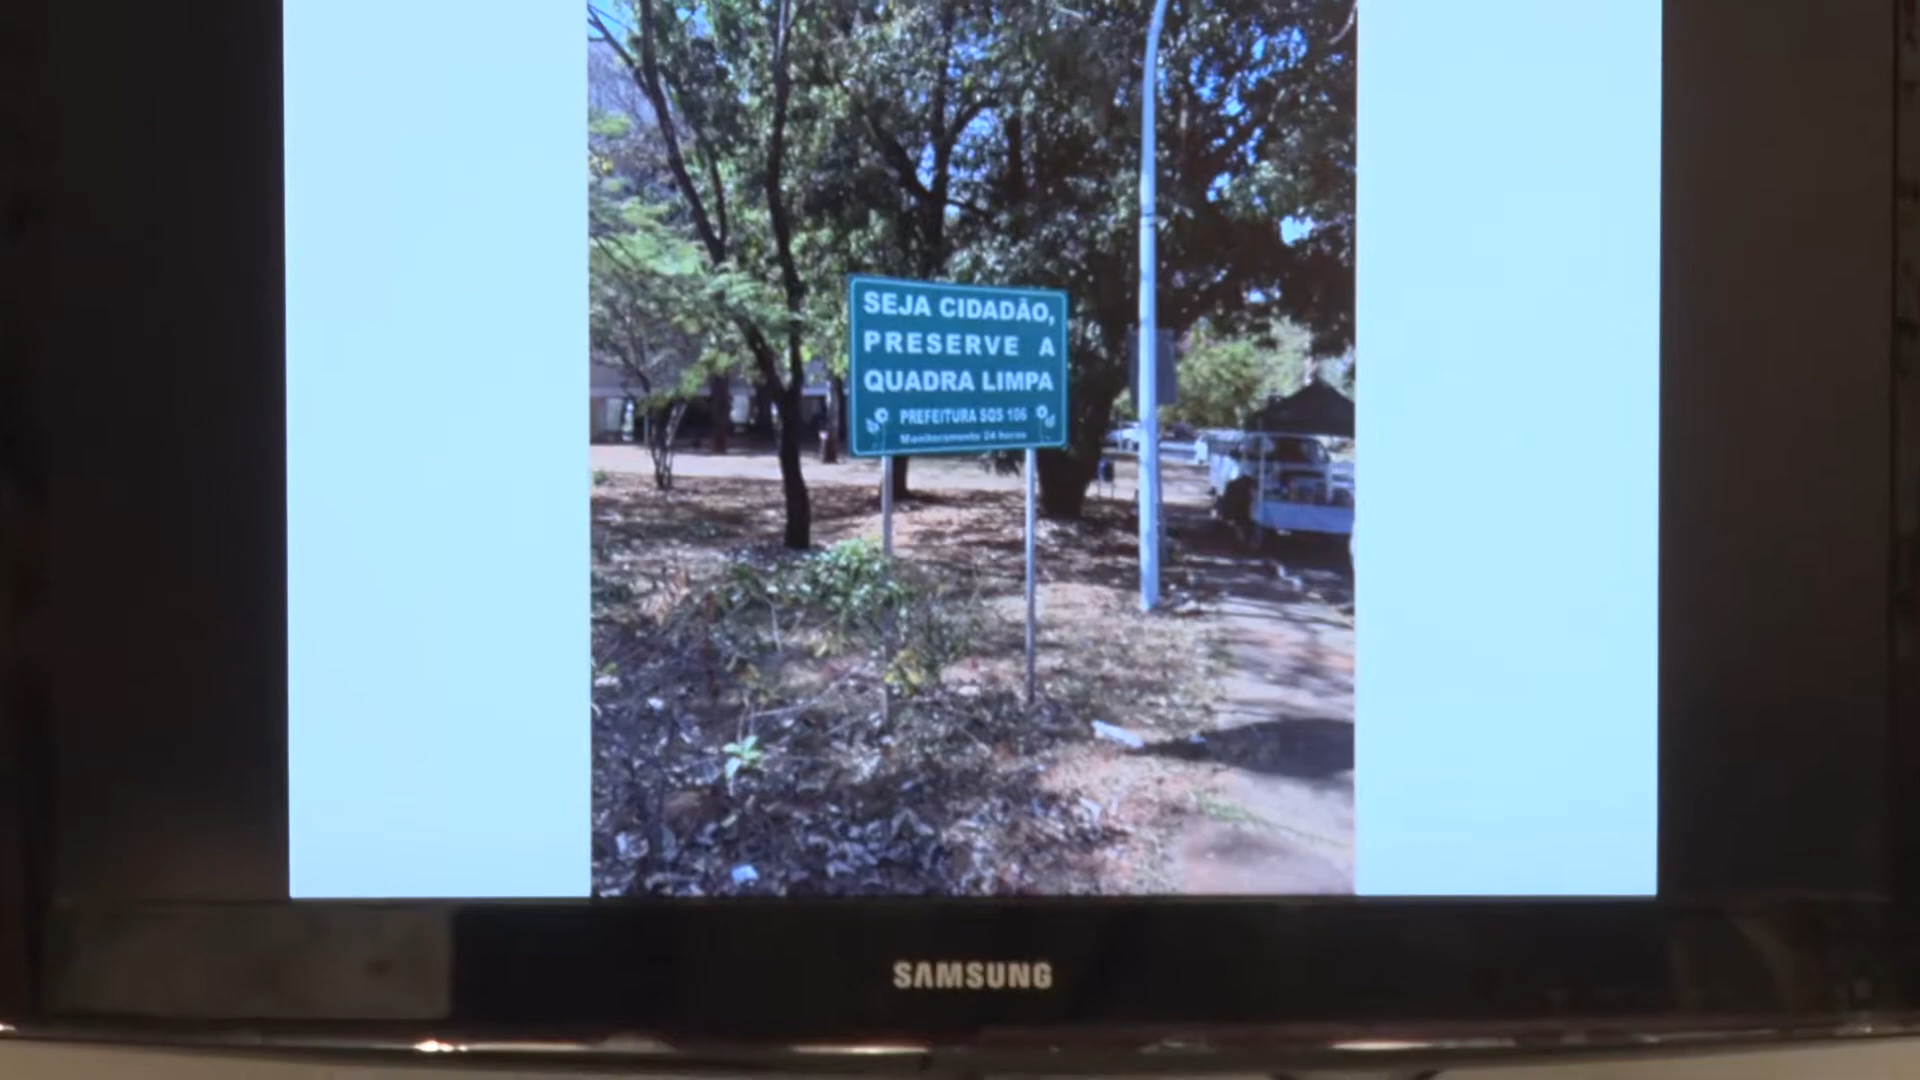 SEJA CIDADÃO,
PRESERVE A
QUADRA LIMPA
PREFEITURA SQS 106
Monitoramento 24 horas
SAMSUNG